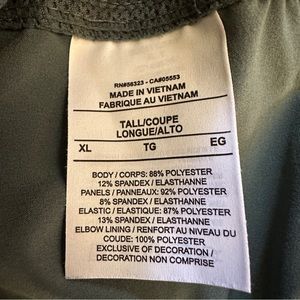 RN#56323 - CA#05553
MADE IN VIETNAM
FABRIQUE AU VIETNAM
TALL/COUPE
LONGUE/ALTO
XL TG EG
BODY / CORPS: 88% POLYESTER
12% SPANDEX / ELASTHANNE
PANELS / PANNEAUX: 92% POLYESTER
8% SPANDEX / ELASTHANNE
ELASTIC / ELASTIQUE: 87% POLYESTER
13% SPANDEX / ELASTHANNE
ELBOW LINING / RENFORT AU NIVEAU DU
COUDE: 100% POLYESTER
EXCLUSIVE OF DECORATION /
DECORATION NON COMPRISE